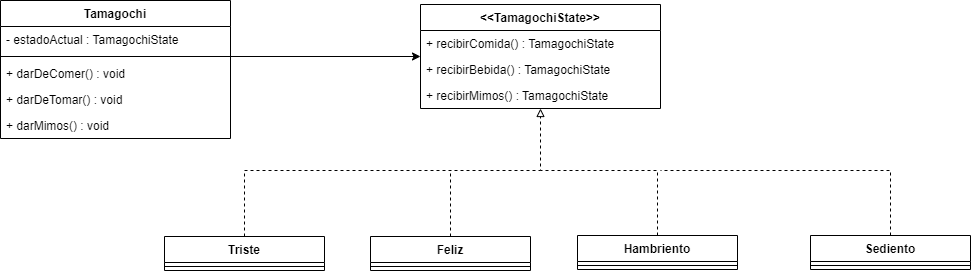 Tamagochi
- estadoActual : TamagochiState
+ darDeComer() : void
+ darDeTomar() : void
+ darMimos() : void
<<TamagochiState>>
+ recibirComida() : TamagochiState
+ recibirBebida() : TamagochiState
+ recibirMimos() : TamagochiState
Triste
Feliz
Hambriento
Sediento